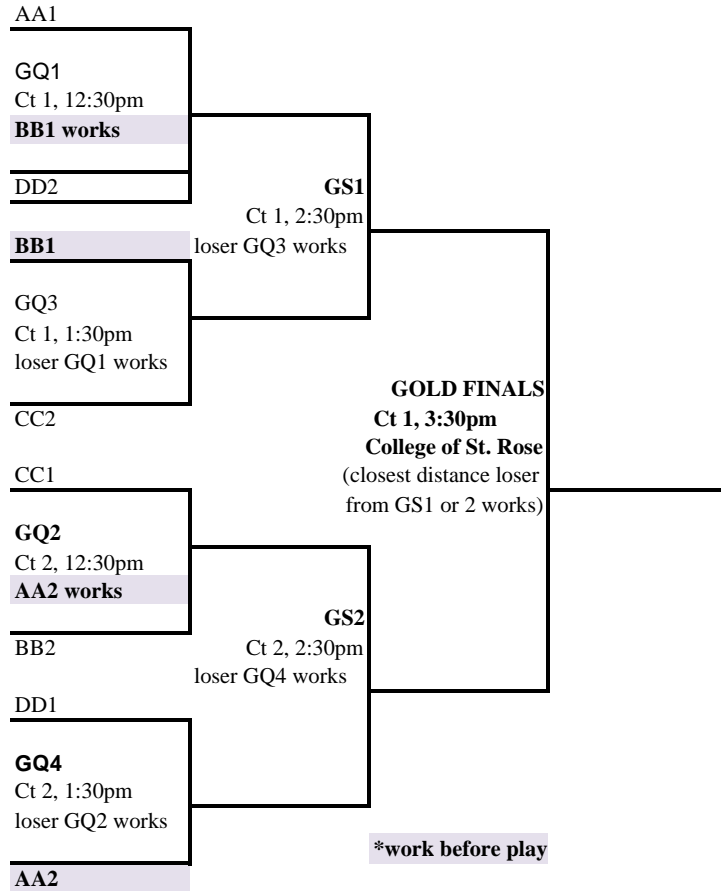 AA1
GQ1
Ct 1, 12:30pm
BB1 works
DD2
GS1
Ct 1, 2:30pm
loser GQ3 works
BB1
GQ3
Ct 1, 1:30pm
loser GQ1 works
CC2
GOLD FINALS
Ct 1, 3:30pm
College of St. Rose
(closest distance loser
from GS1 or 2 works)
CC1
GQ2
Ct 2, 12:30pm
AA2 works
BB2
GS2
Ct 2, 2:30pm
loser GQ4 works
DD1
GQ4
Ct 2, 1:30pm
loser GQ2 works
AA2
*work before play